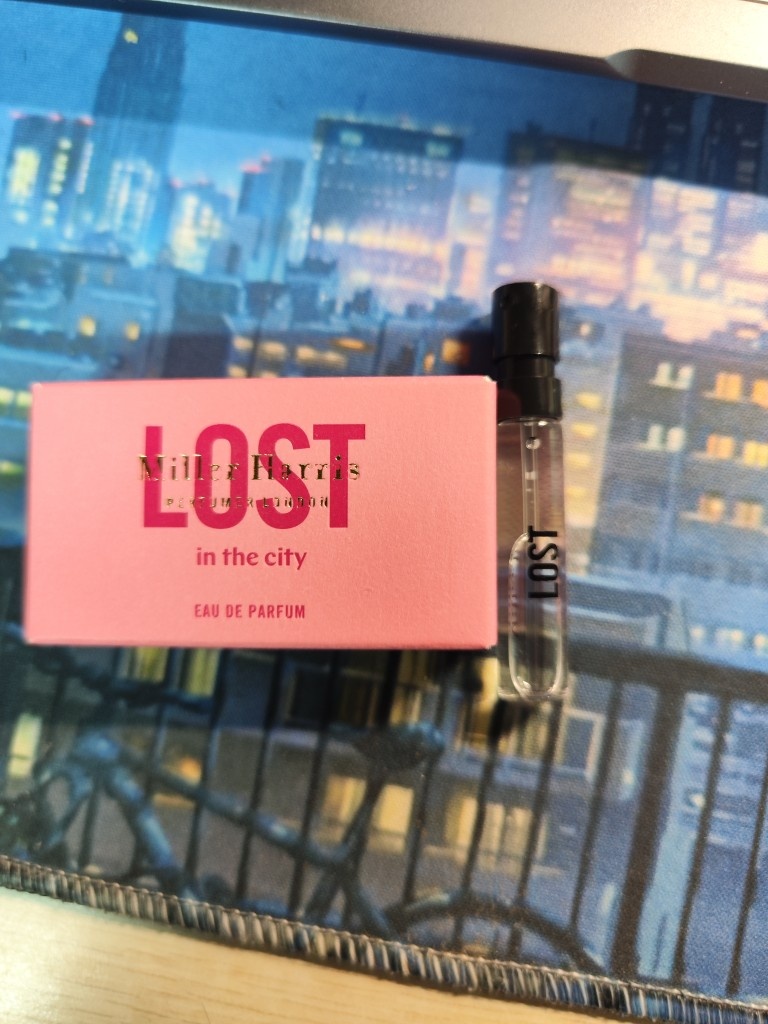 LOST
Miller Harris
PERFUMER LONDON
in the city
EAU DE PARFUM
LOST